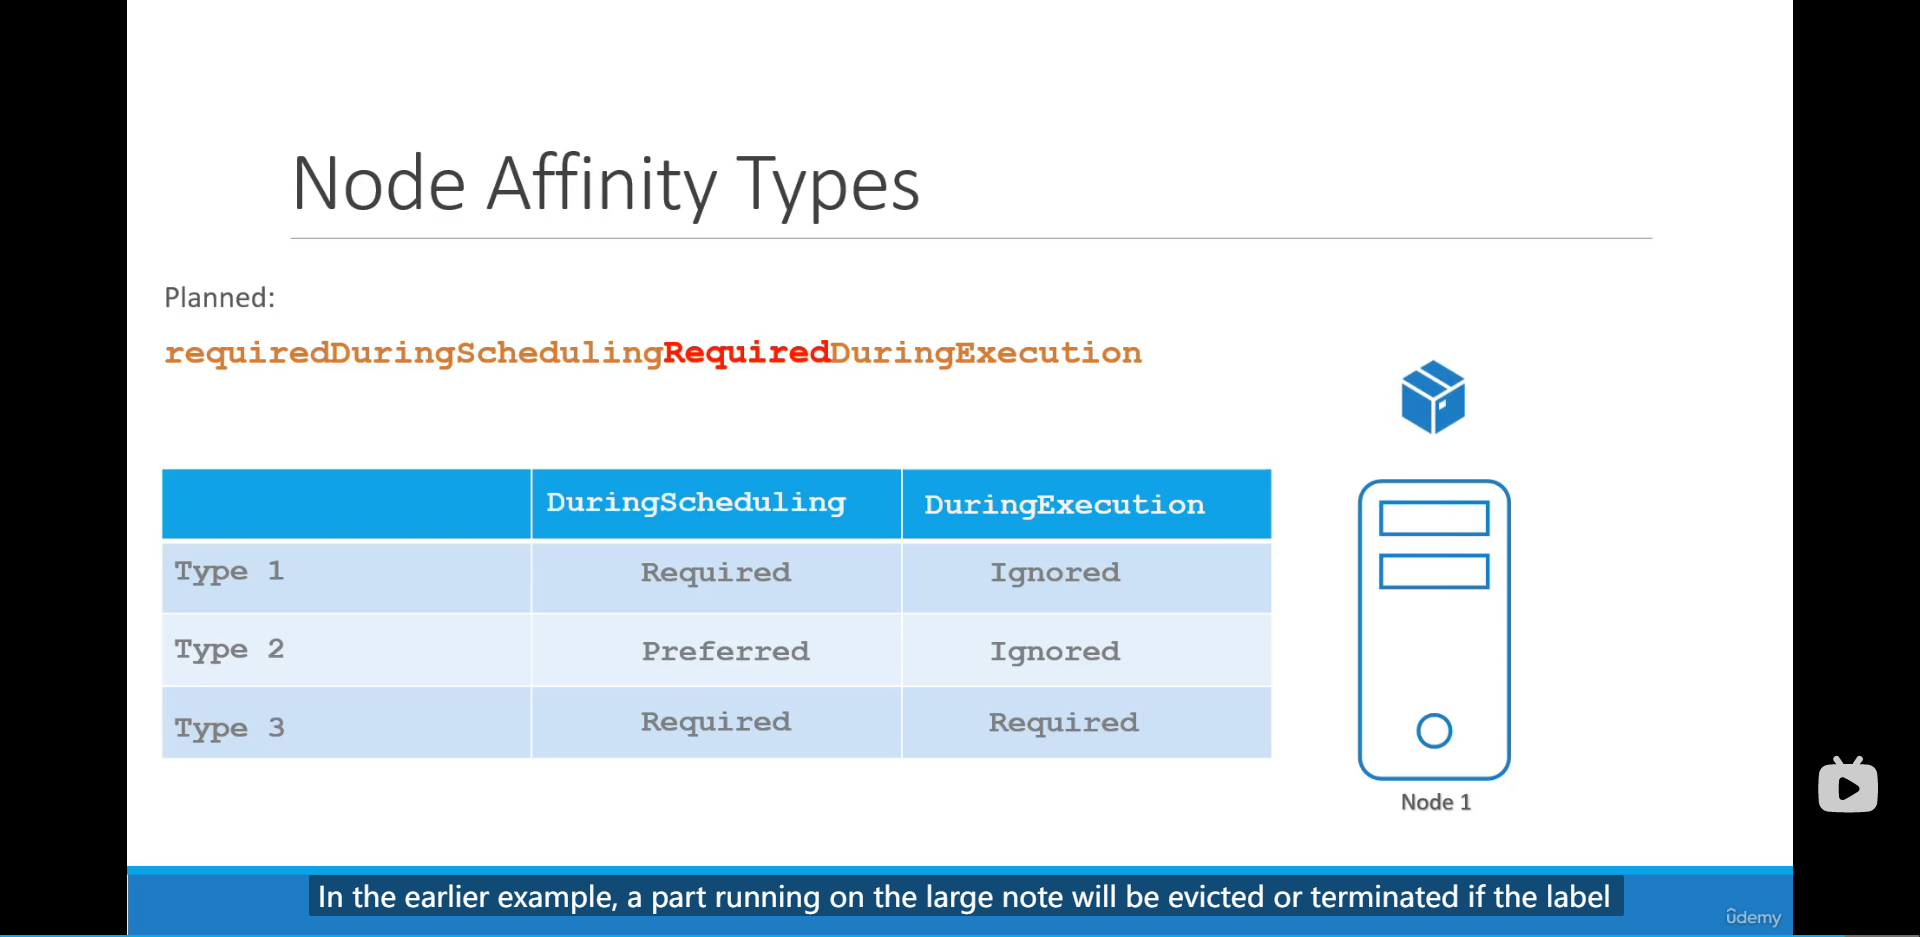 Node Affinity Types
Planned:
requiredDuringSchedulingRequiredDuringExecution
DuringScheduling DuringExecution
Type 1 Required Ignored
Type 2 Preferred Ignored
Type 3 Required Required
Node 1
In the earlier example, a part running on the large note will be evicted or terminated if the label
ûdemy